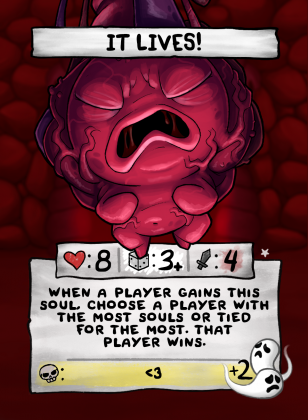 IT LIVES!
:8 :3+ :4
WHEN A PLAYER GAINS THIS
SOUL, CHOOSE A PLAYER WITH
THE MOST SOULS OR TIED
FOR THE MOST. THAT
PLAYER WINS.
: <3 +2